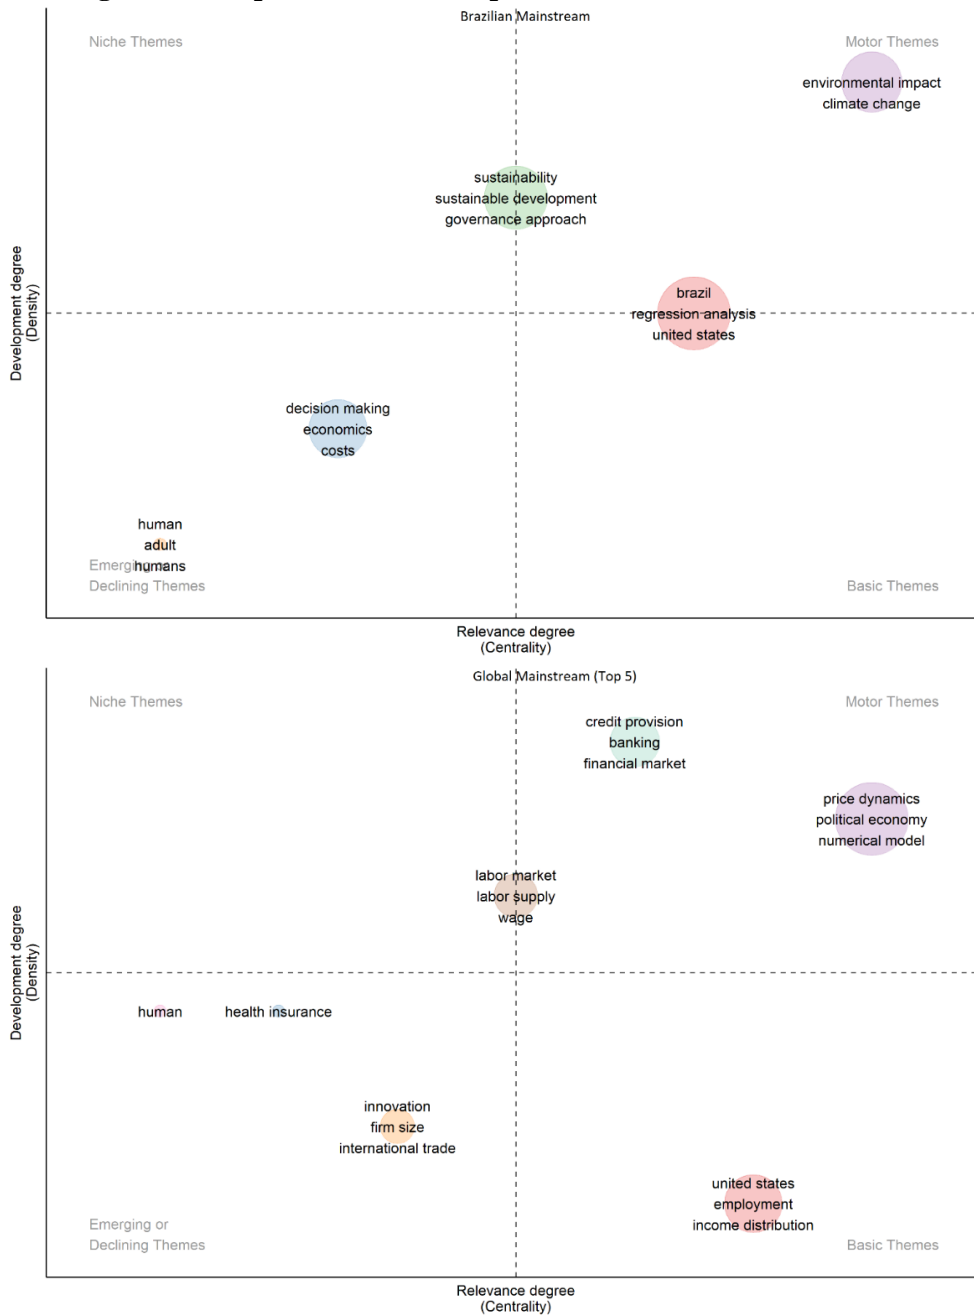 Brazilian Mainstream
Niche Themes
Motor Themes
environmental impact
climate change
sustainability
sustainable development
governance approach
brazil
regression analysis
united states
Development degree
(Density)
decision making
economics
costs
human
adult
humans
Emerging or
Declining Themes
Basic Themes
Relevance degree
(Centrality)
Global Mainstream (Top 5)
Niche Themes
Motor Themes
credit provision
banking
financial market
price dynamics
political economy
numerical model
labor market
labor supply
wage
Development degree
(Density)
human
health insurance
innovation
firm size
international trade
united states
employment
income distribution
Emerging or
Declining Themes
Basic Themes
Relevance degree
(Centrality)